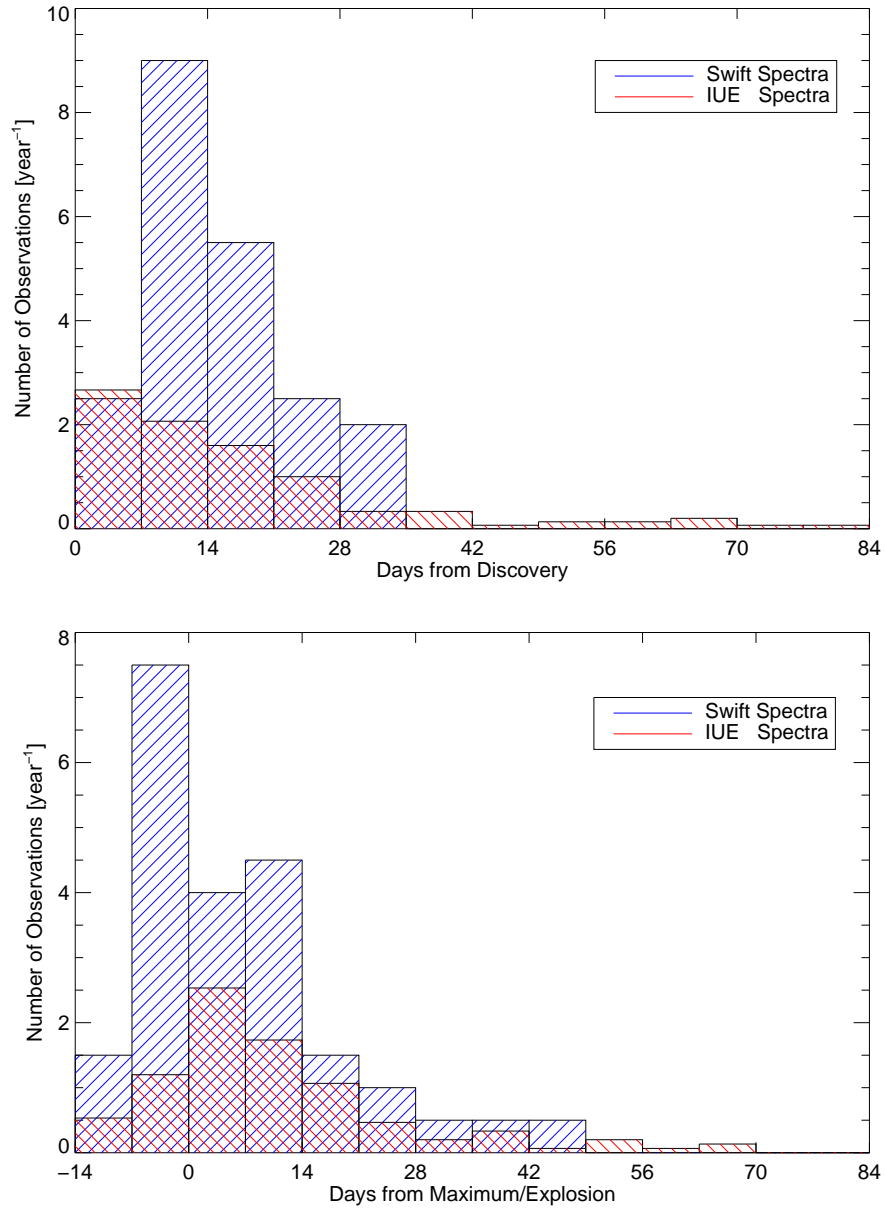 10
8
6
4
2
0
Number of Observations [year⁻¹]
Swift Spectra
IUE Spectra
0 14 28 42 56 70 84
Days from Discovery
8
6
4
2
0
Number of Observations [year⁻¹]
Swift Spectra
IUE Spectra
−14 0 14 28 42 56 70 84
Days from Maximum/Explosion